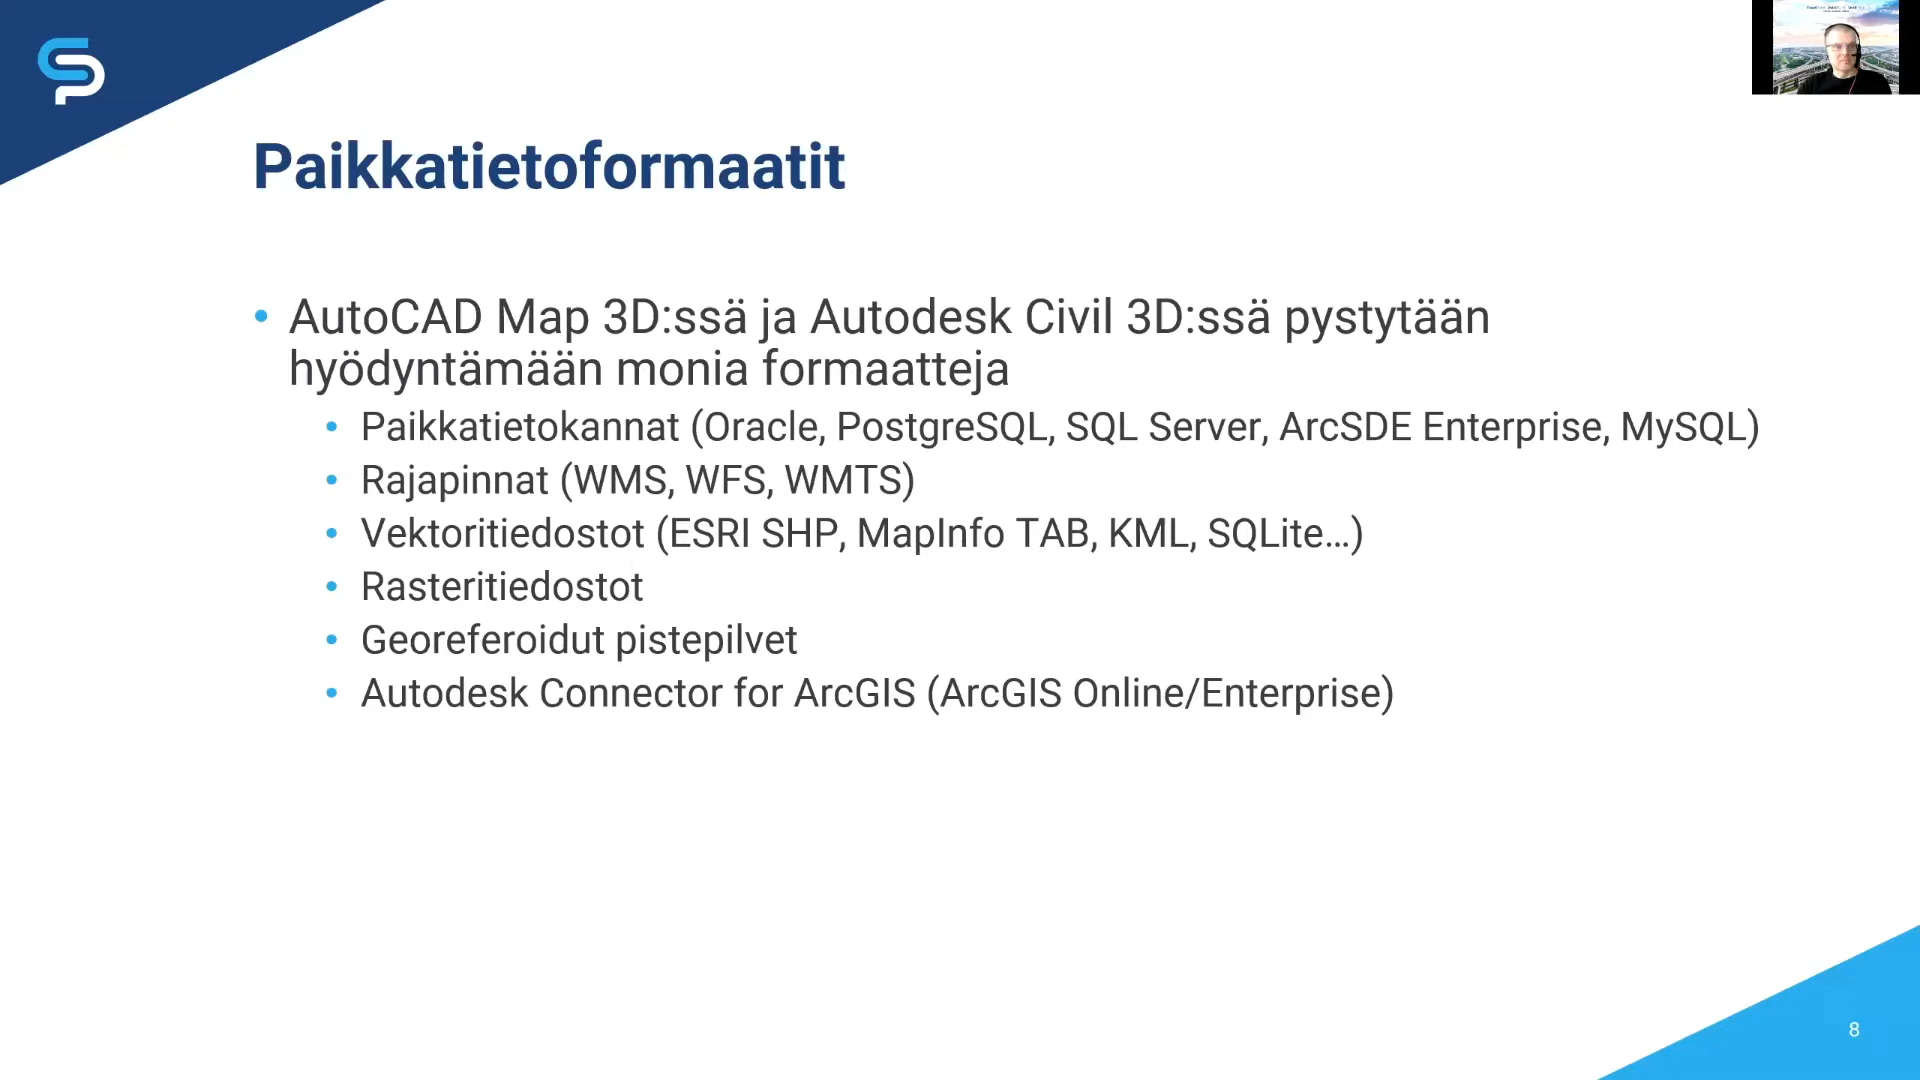 Paikkatietoformaatit
• AutoCAD Map 3D:ssä ja Autodesk Civil 3D:ssä pystytään
hyödyntämään monia formaatteja
• Paikkatietokannat (Oracle, PostgreSQL, SQL Server, ArcSDE Enterprise, MySQL)
• Rajapinnat (WMS, WFS, WMTS)
• Vektoritiedostot (ESRI SHP, MapInfo TAB, KML, SQLite…)
• Rasteritiedostot
• Georeferoidut pistepilvet
• Autodesk Connector for ArcGIS (ArcGIS Online/Enterprise)
8